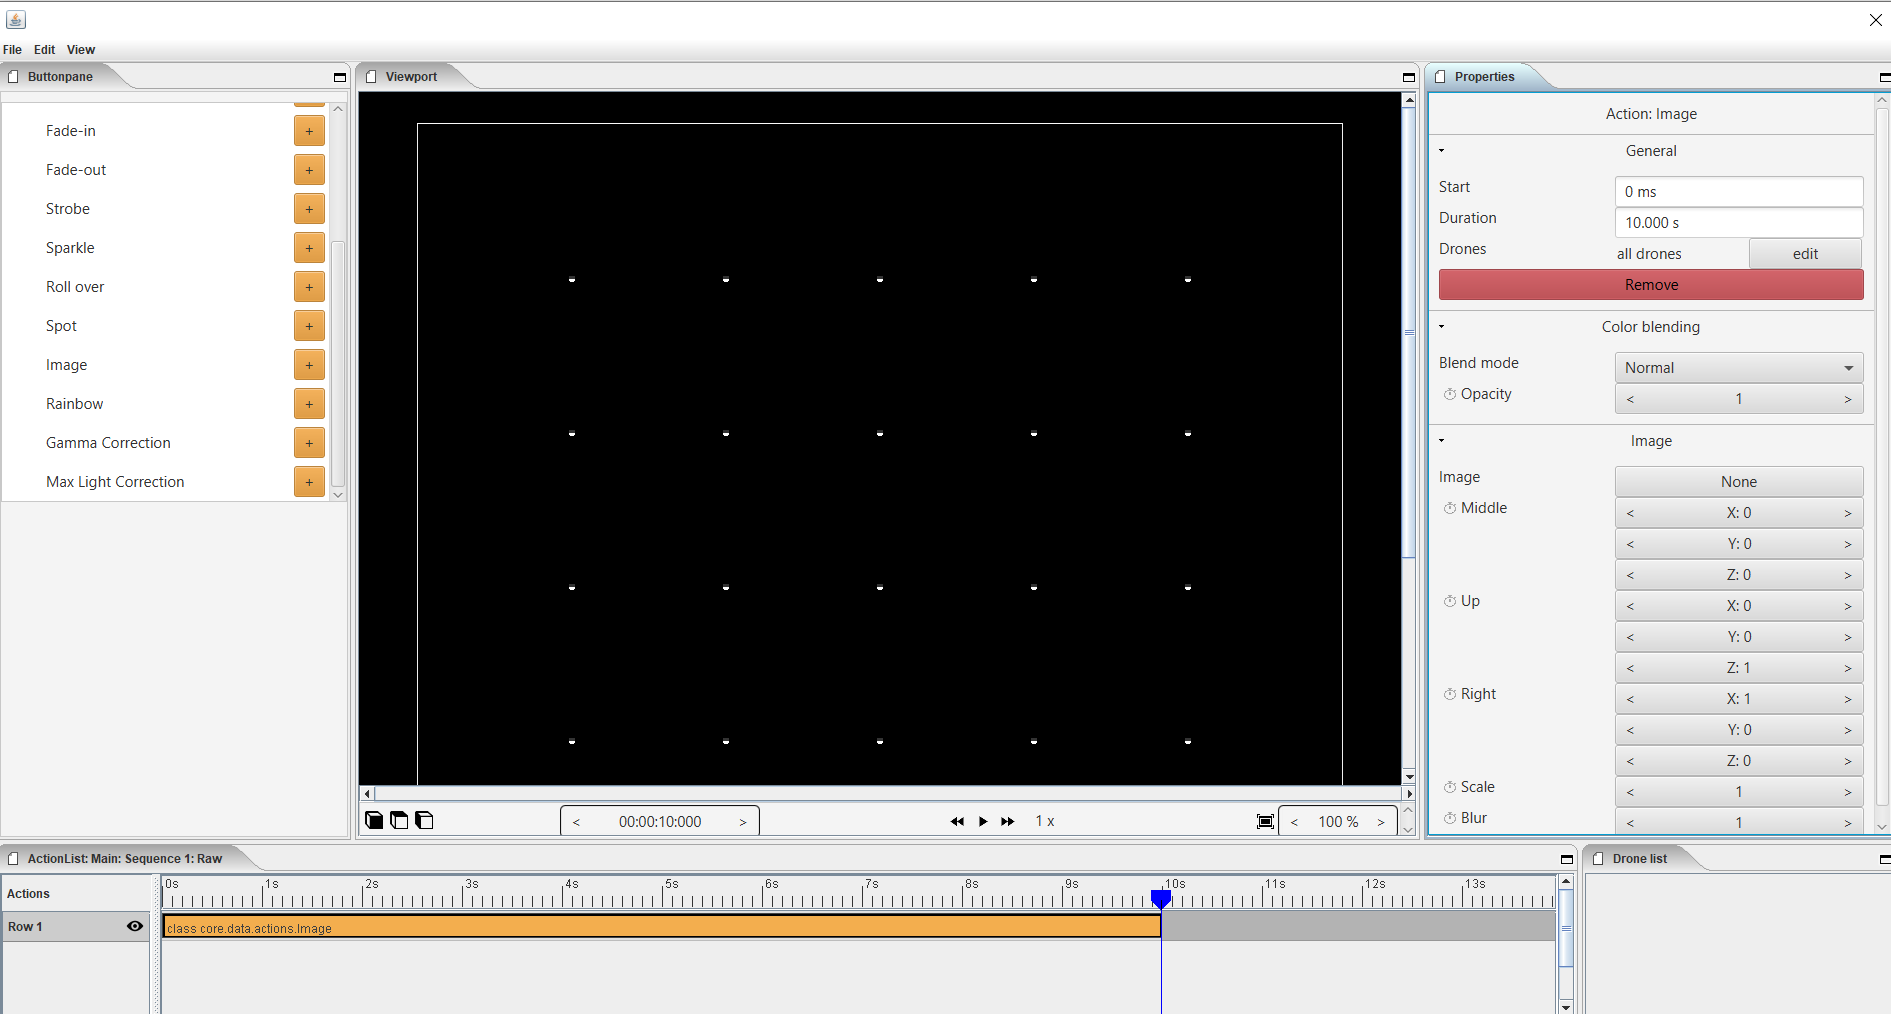 File Edit View
Buttonpane
Fade-in +
Fade-out +
Strobe +
Sparkle +
Roll over +
Spot +
Image +
Rainbow +
Gamma Correction +
Max Light Correction +
Viewport
< 00:00:10:000 >
1 x
< 100 % >
Properties
Action: Image
General
Start 0 ms
Duration 10.000 s
Drones all drones edit
Remove
Color blending
Blend mode Normal
Opacity < 1 >
Image
Image None
Middle < X: 0 >
< Y: 0 >
< Z: 0 >
Up < X: 0 >
< Y: 0 >
< Z: 1 >
Right < X: 1 >
< Y: 0 >
< Z: 0 >
Scale < 1 >
Blur < 1 >
ActionList: Main: Sequence 1: Raw
Actions 0s 1s 2s 3s 4s 5s 6s 7s 8s 9s 10s 11s 12s 13s
Row 1 class core.data.actions.Image
Drone list